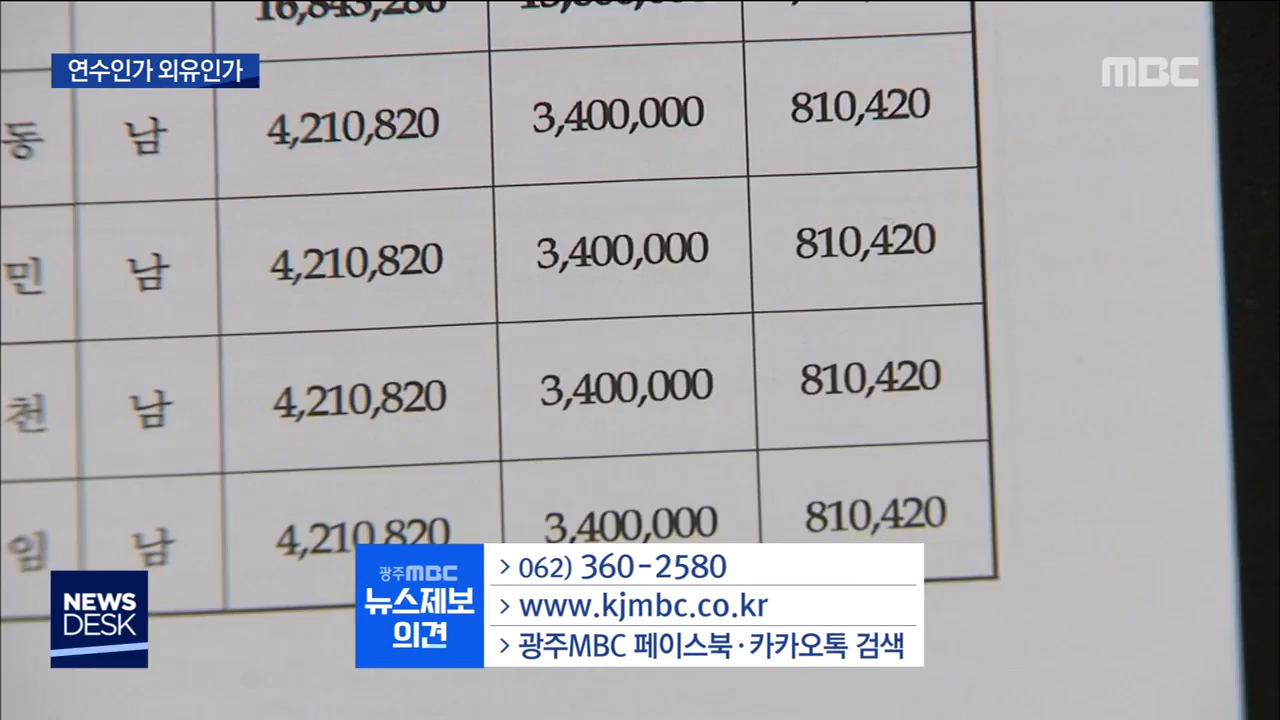 연수인가 외유인가
MBC
16,843,280
동 남 4,210,820 3,400,000 810,420
민 남 4,210,820 3,400,000 810,420
천 남 4,210,820 3,400,000 810,420
임 남 4,210,820 3,400,000 810,420
NEWS
DESK
광주MBC
뉴스제보
의견
> 062) 360-2580
> www.kjmbc.co.kr
> 광주MBC 페이스북·카카오톡 검색